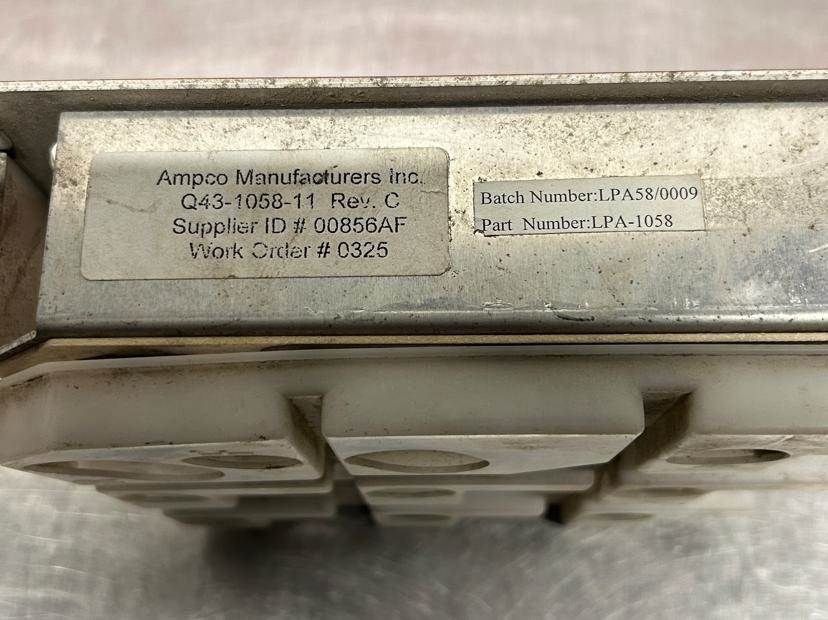 Ampco Manufacturers Inc.
Q43-1058-11 Rev. C
Supplier ID # 00856AF
Work Order # 0325
Batch Number:LPA58/0009
Part Number:LPA-1058